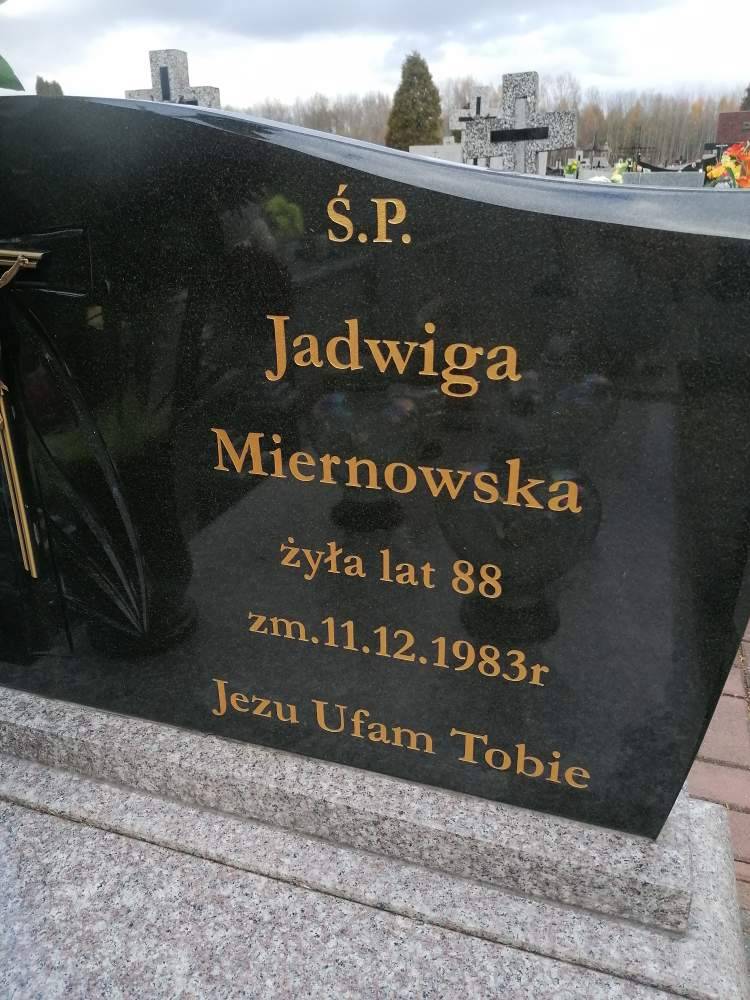 Ś.P.
Jadwiga
Miernowska
żyła lat 88
zm.11.12.1983r
Jezu Ufam Tobie